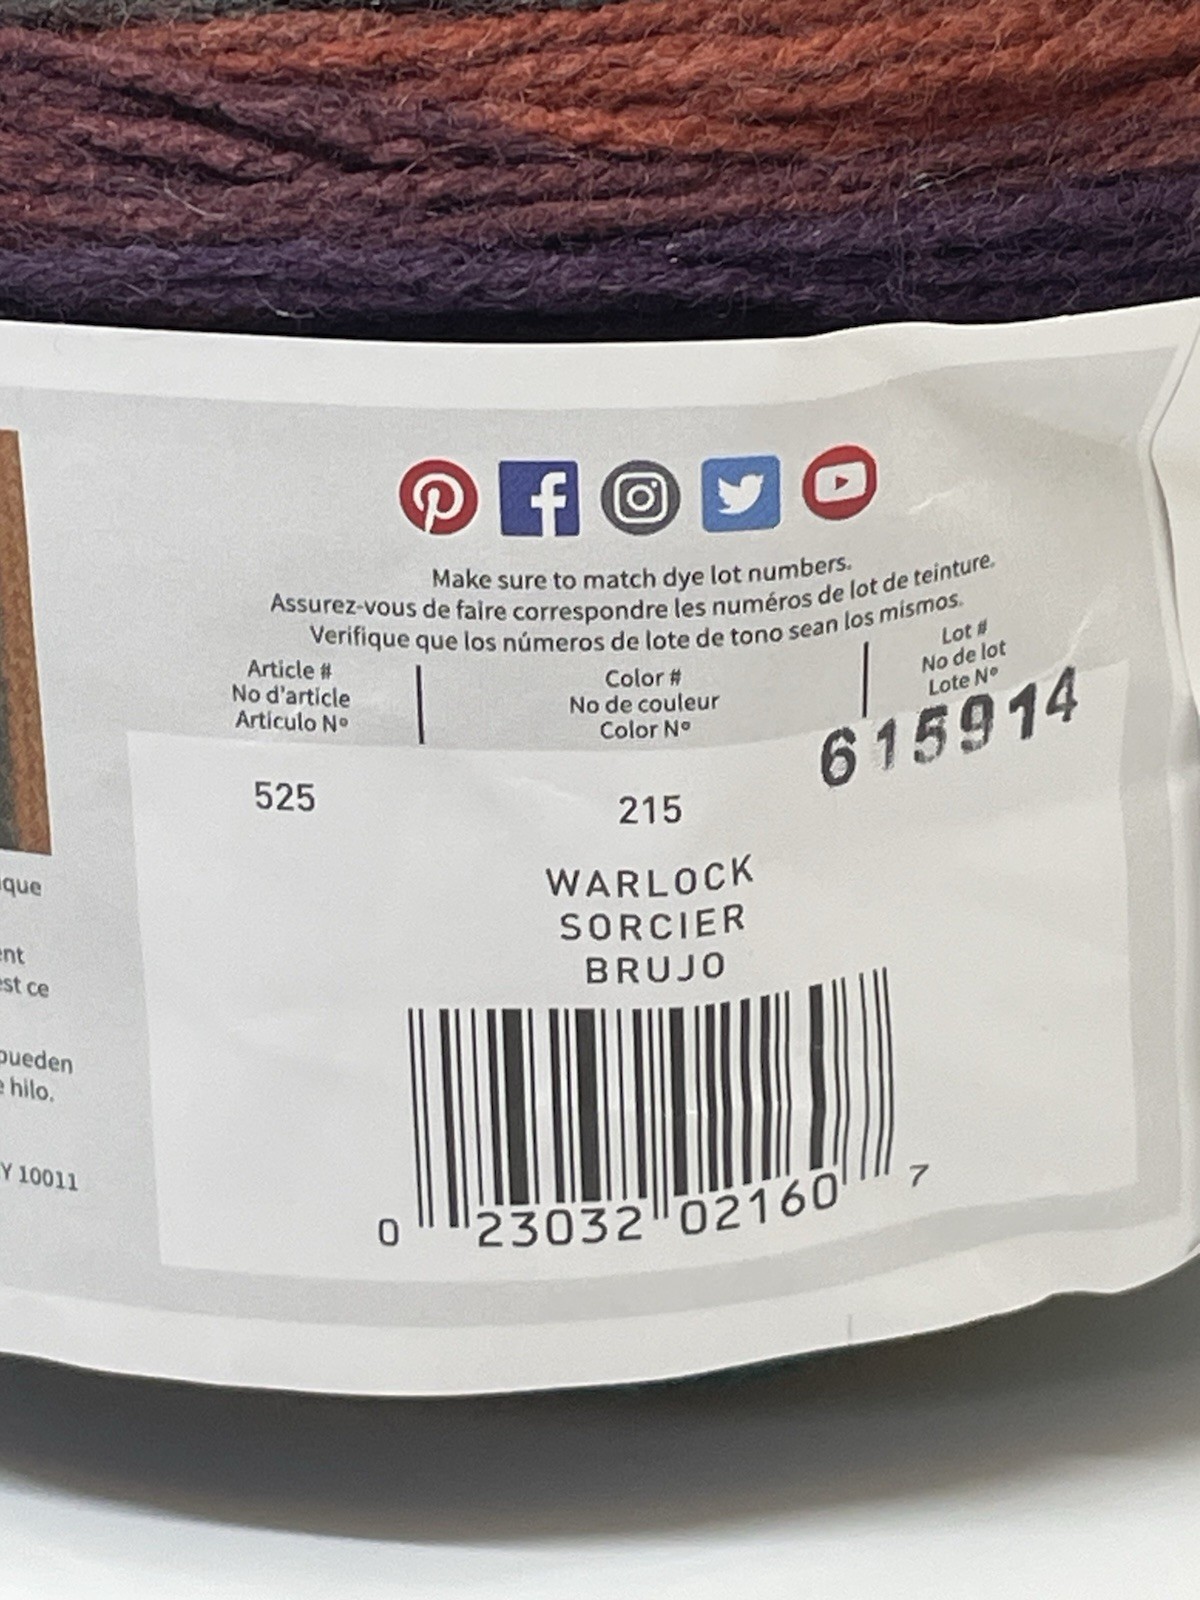 Make sure to match dye lot numbers.
Assurez-vous de faire correspondre les numéros de lot de teinture.
Verifique que los números de lote de tono sean los mismos.
Article #
No d'article
Articulo Nº
Color #
No de couleur
Color Nº
Lot #
No de lot
Lote Nº
615914
525
215
WARLOCK
SORCIER
BRUJO
0 23032 02160 7
ce
pueden
hilo.
10011